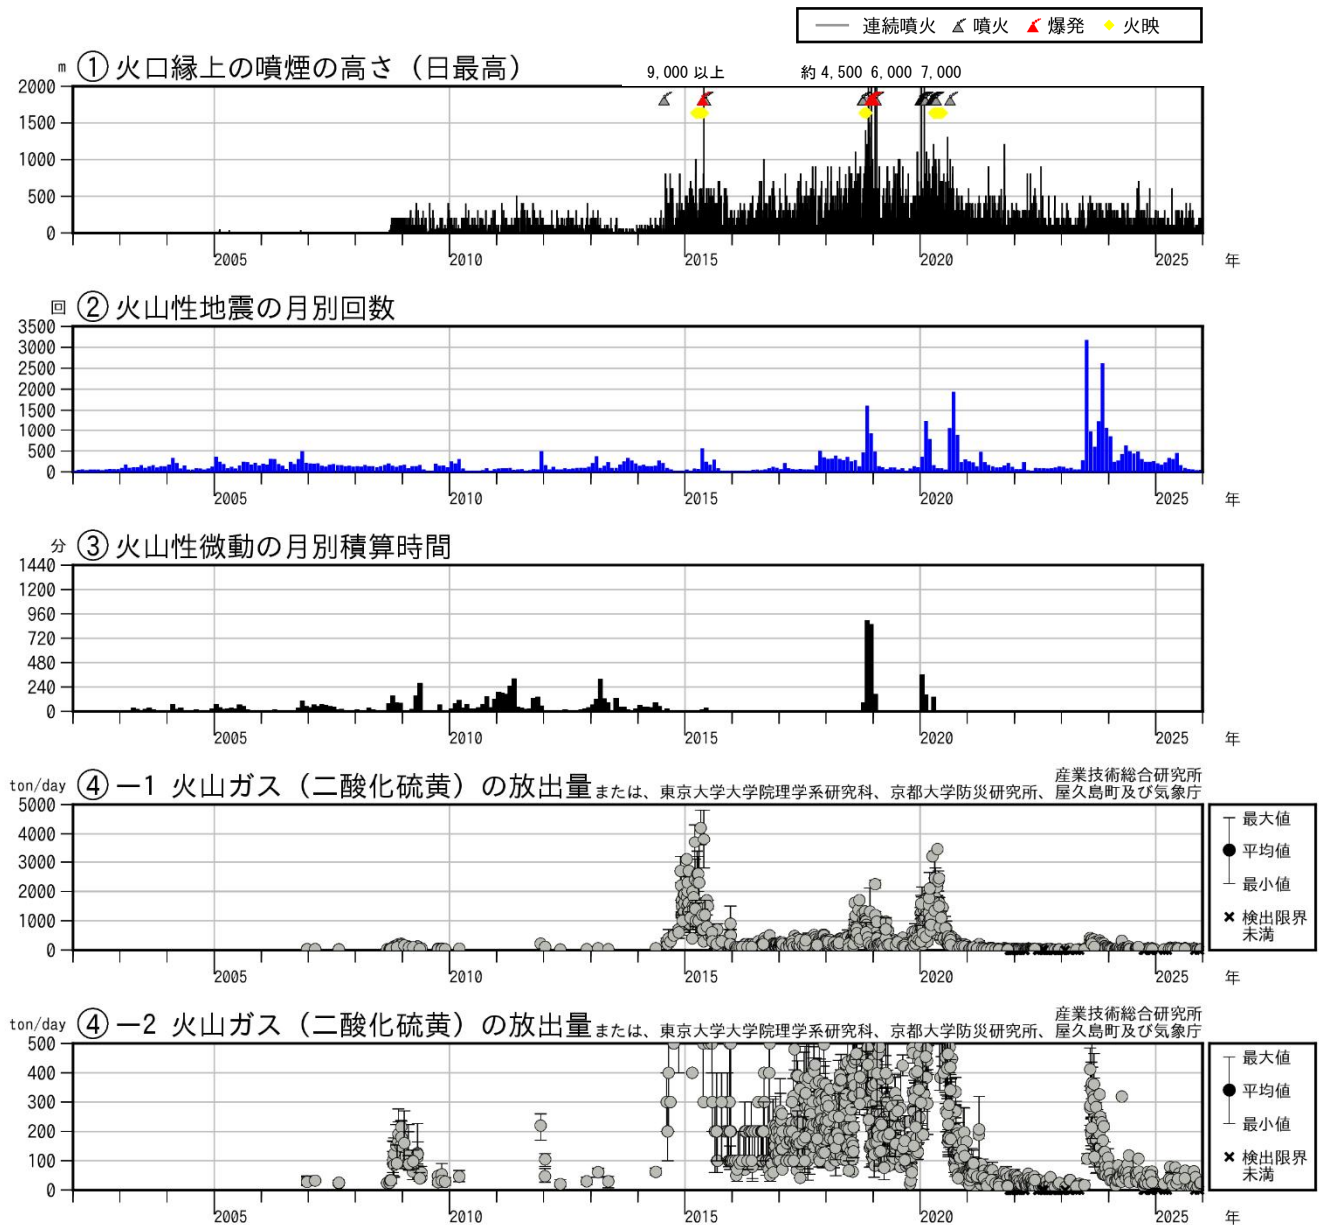 連続噴火 噴火 爆発 火映
m ①火口縁上の噴煙の高さ（日最高）
9,000 以上 約 4,500 6,000 7,000
2000
1500
1000
500
0
2005 2010 2015 2020 2025 年
回 ②火山性地震の月別回数
3500
3000
2500
2000
1500
1000
500
0
2005 2010 2015 2020 2025 年
分 ③火山性微動の月別積算時間
1440
1200
960
720
480
240
0
2005 2010 2015 2020 2025 年
産業技術総合研究所
ton/day ④－1 火山ガス（二酸化硫黄）の放出量または、東京大学大学院理学系研究科、京都大学防災研究所、屋久島町及び気象庁
5000
4000
3000
2000
1000
0
最大値
平均値
最小値
検出限界
未満
2005 2010 2015 2020 2025 年
産業技術総合研究所
ton/day ④－2 火山ガス（二酸化硫黄）の放出量または、東京大学大学院理学系研究科、京都大学防災研究所、屋久島町及び気象庁
500
400
300
200
100
0
最大値
平均値
最小値
検出限界
未満
2005 2010 2015 2020 2025 年